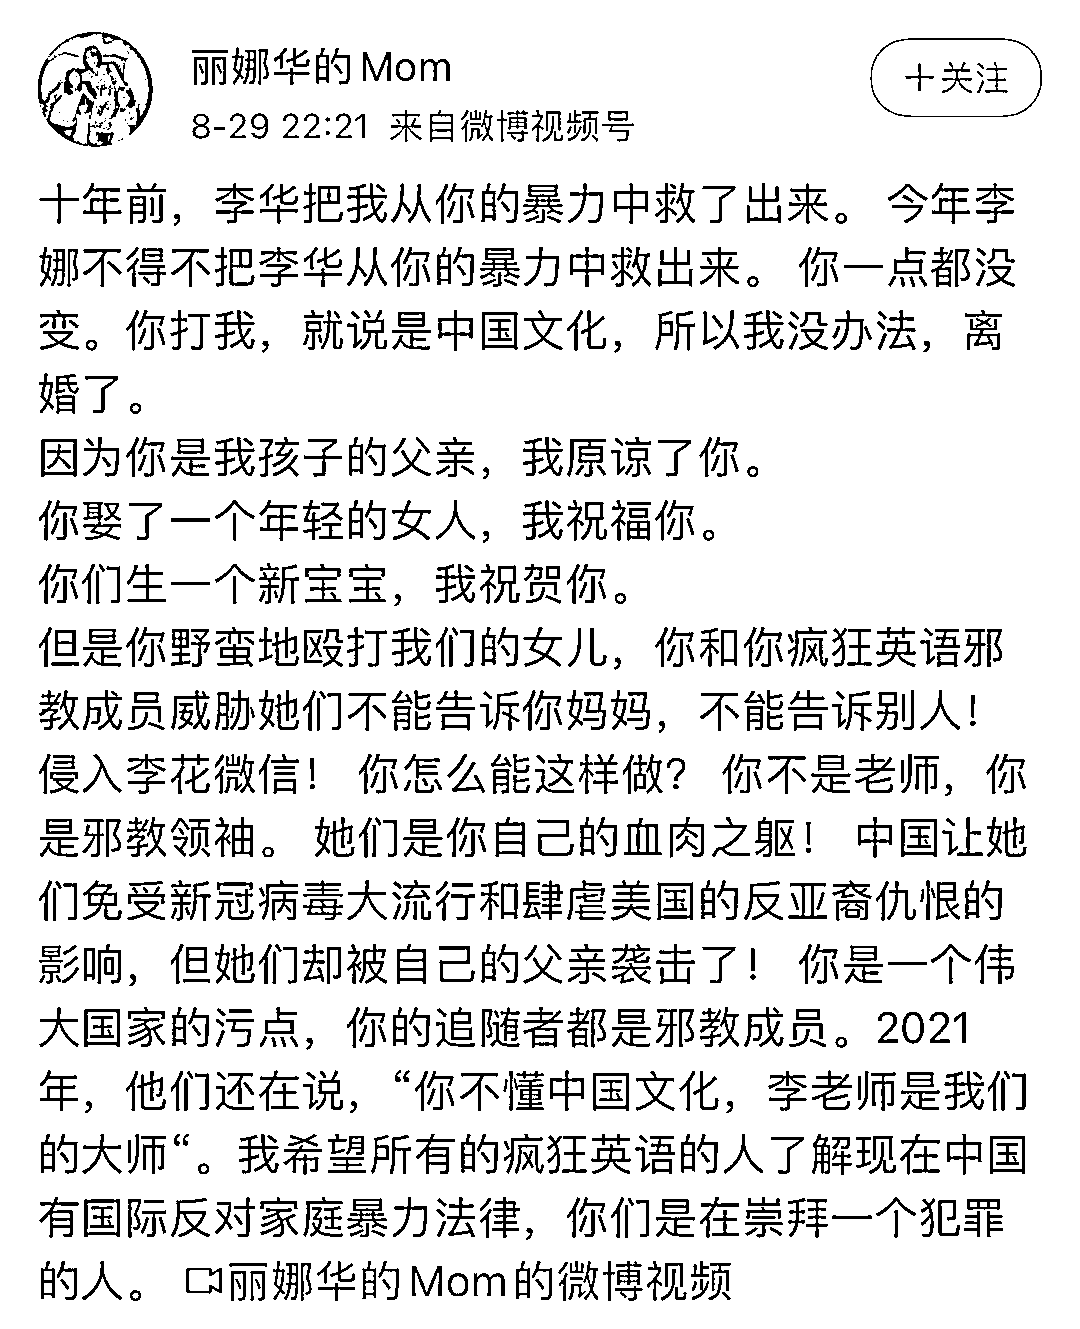 丽娜华的Mom
+关注
8-29 22:21 来自微博视频号
十年前，李华把我从你的暴力中救了出来。 今年李
娜不得不把李华从你的暴力中救出来。 你一点都没
变。你打我，就说是中国文化，所以我没办法，离
婚了。
因为你是我孩子的父亲，我原谅了你。
你娶了一个年轻的女人，我祝福你。
你们生一个新宝宝，我祝贺你。
但是你野蛮地殴打我们的女儿，你和你疯狂英语邪
教成员威胁她们不能告诉你妈妈，不能告诉别人！
侵入李花微信！ 你怎么能这样做？ 你不是老师，你
是邪教领袖。 她们是你自己的血肉之躯！ 中国让她
们免受新冠病毒大流行和肆虐美国的反亚裔仇恨的
影响，但她们却被自己的父亲袭击了！ 你是一个伟
大国家的污点，你的追随者都是邪教成员。2021
年，他们还在说，“你不懂中国文化，李老师是我们
的大师“。我希望所有的疯狂英语的人了解现在中国
有国际反对家庭暴力法律，你们是在崇拜一个犯罪
的人。 丽娜华的Mom的微博视频